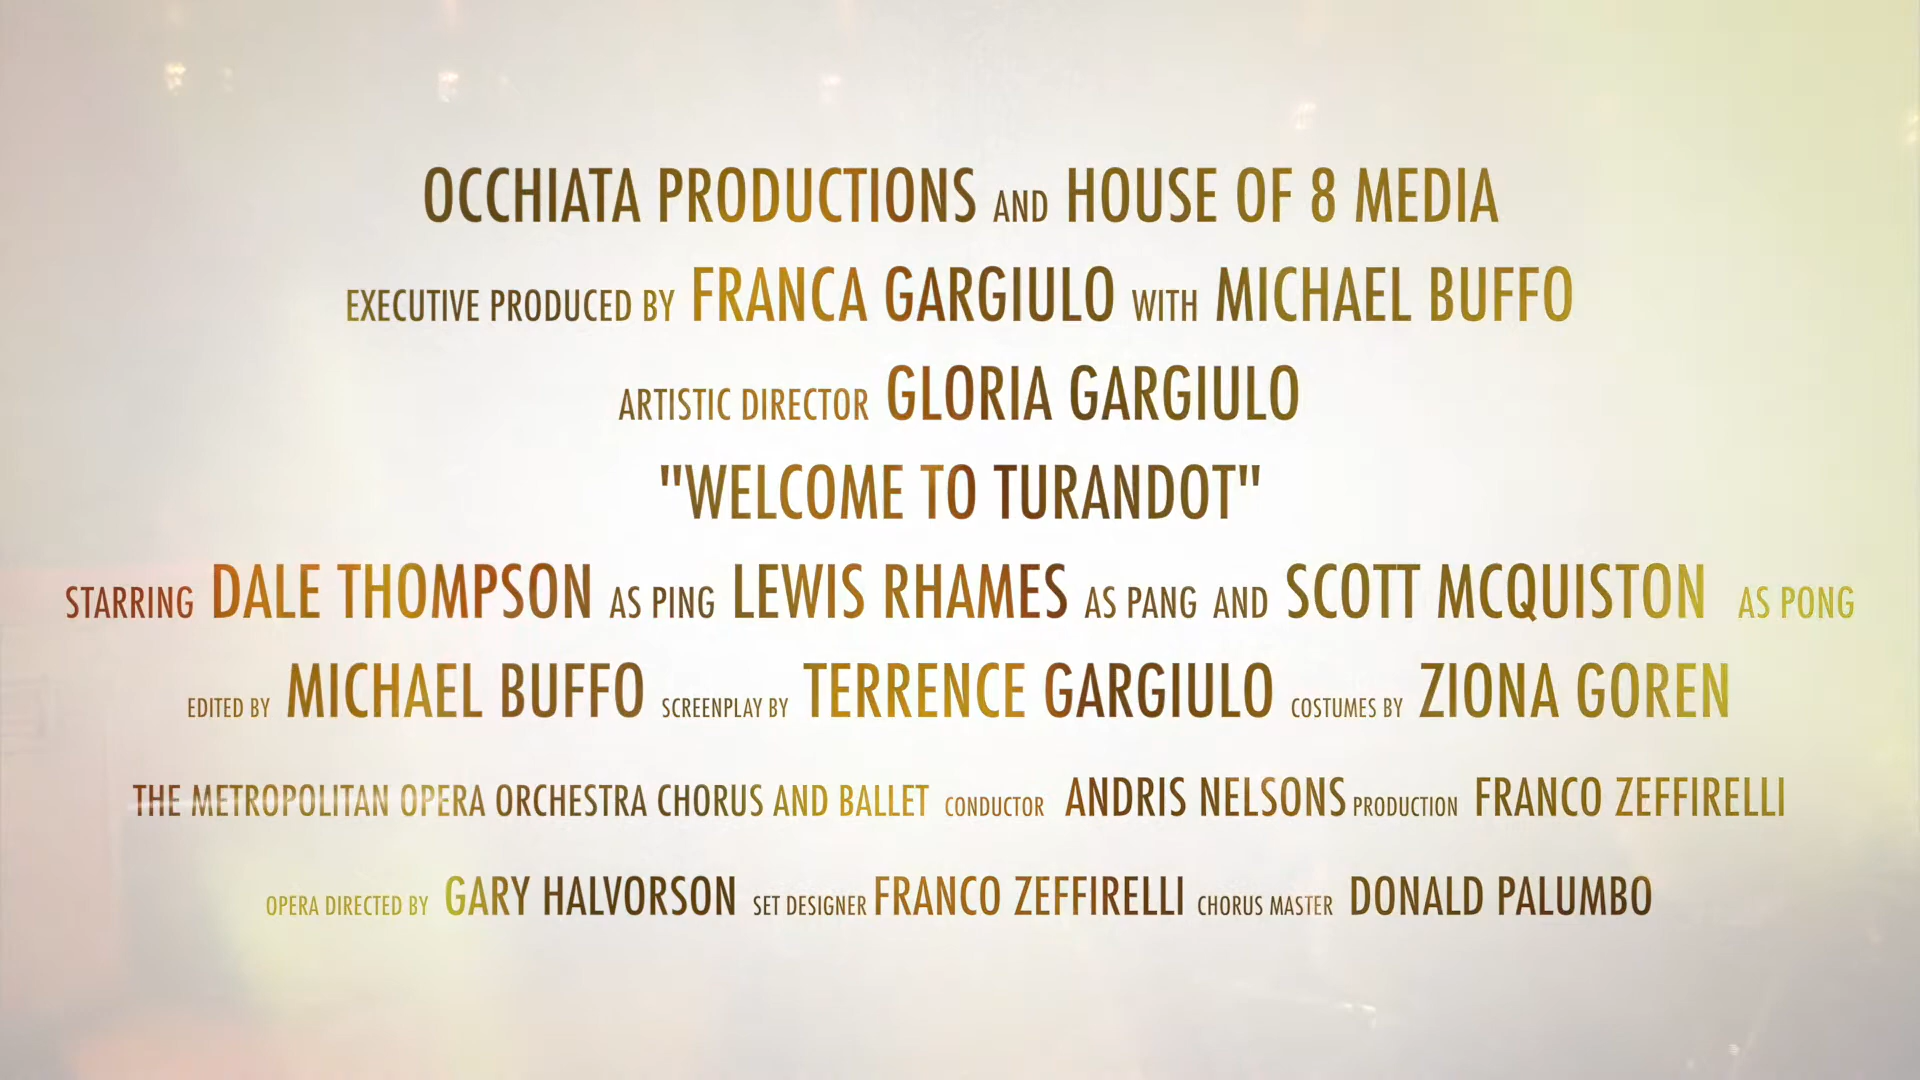 OCCHIATA PRODUCTIONS AND HOUSE OF 8 MEDIA
EXECUTIVE PRODUCED BY FRANCA GARGIULO WITH MICHAEL BUFFO
ARTISTIC DIRECTOR GLORIA GARGIULO
"WELCOME TO TURANDOT"
STARRING DALE THOMPSON AS PING LEWIS RHAMES AS PANG AND SCOTT MCQUISTON AS PONG
EDITED BY MICHAEL BUFFO SCREENPLAY BY TERRENCE GARGIULO COSTUMES BY ZIONA GOREN
THE METROPOLITAN OPERA ORCHESTRA CHORUS AND BALLET CONDUCTOR ANDRIS NELSONS PRODUCTION FRANCO ZEFFIRELLI
OPERA DIRECTED BY GARY HALVORSON SET DESIGNER FRANCO ZEFFIRELLI CHORUS MASTER DONALD PALUMBO